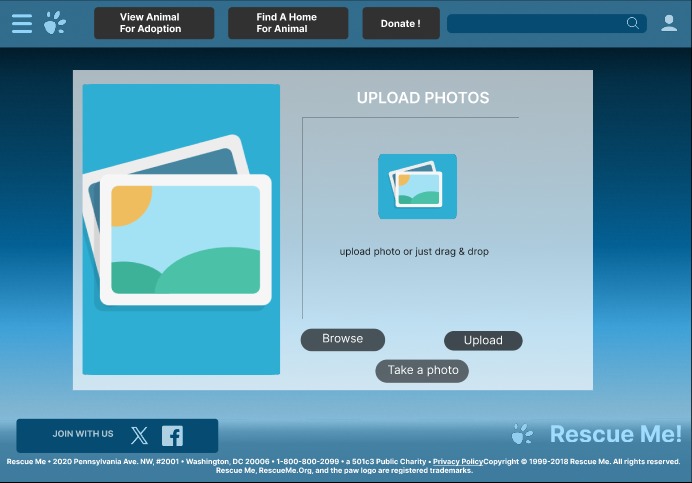 View Animal
For Adoption
Find A Home
For Animal
Donate !
UPLOAD PHOTOS
upload photo or just drag & drop
Browse
Upload
Take a photo
JOIN WITH US
Rescue Me!
Rescue Me • 2020 Pennsylvania Ave. NW, #2001 • Washington, DC 20006 • 1-800-800-2099 • a 501c3 Public Charity • Privacy PolicyCopyright © 1999-2018 Rescue Me. All rights reserved.
Rescue Me, RescueMe.Org, and the paw logo are registered trademarks.